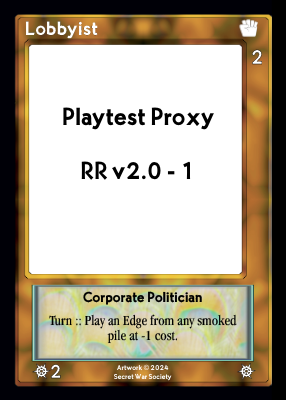 Lobbyist
2
Playtest Proxy
RR v2.0 - 1
Corporate Politician
Turn :: Play an Edge from any smoked
pile at -1 cost.
2
Artwork © 2024
Secret War Society